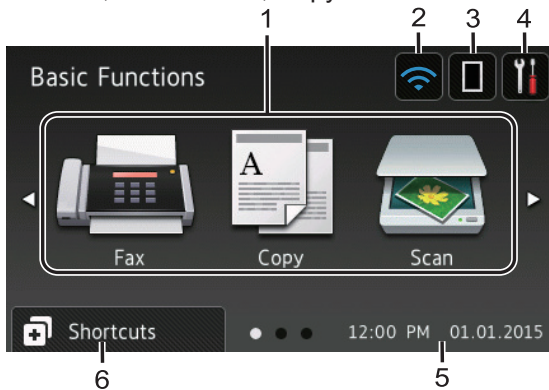 1 2 3 4
Basic Functions
A
Fax Copy Scan
Shortcuts 12:00 PM 01.01.2015
6 5